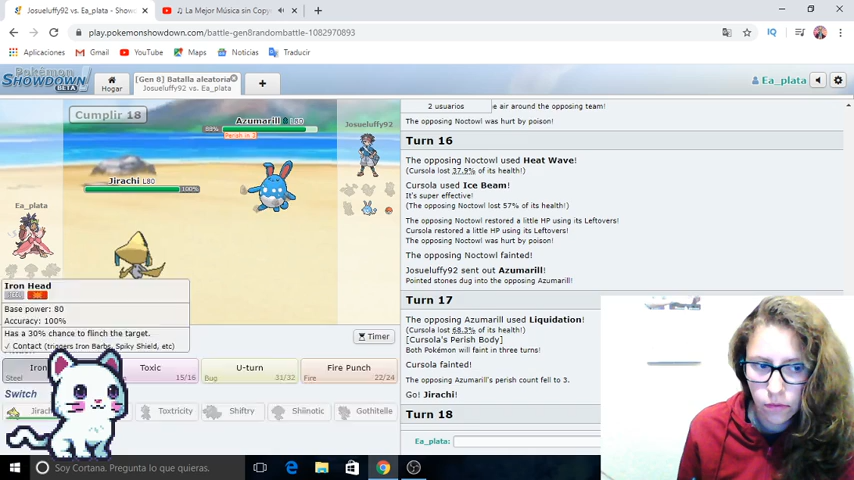 Josueluffy92 vs. Ea_plata - Show
La Mejor Música sin Copy
play.pokemonshowdown.com/battle-gen8randombattle-1082970893
Aplicaciones
Gmail
YouTube
Maps
Noticias
Traducir
Pokémon
SHOWDOWN
BETA
Hogar
[Gen 8] Batalla aleatoria
Josueluffy92 vs. Ea_plata
+
Ea_plata
Cumplir 18
Azumarill L80
88%
Perish in 3
Josueluffy92
Jirachi L80
100%
Ea_plata
Iron Head
STEEL
Base power: 80
Accuracy: 100%
Has a 30% chance to flinch the target.
✓ Contact (triggers Iron Barbs, Spiky Shield, etc)
Timer
Iron
Steel
Toxic
15/16
U-turn
Bug
31/32
Fire Punch
Fire
22/24
Switch
Jirach
Toxtricity
Shiftry
Shiinotic
Gothitelle
2 usuarios
e air around the opposing team!
The opposing Noctowl was hurt by poison!
Turn 16
The opposing Noctowl used Heat Wave!
(Cursola lost 37.9% of its health!)
Cursola used Ice Beam!
It's super effective!
(The opposing Noctowl lost 57% of its health!)
The opposing Noctowl restored a little HP using its Leftovers!
Cursola restored a little HP using its Leftovers!
The opposing Noctowl was hurt by poison!
The opposing Noctowl fainted!
Josueluffy92 sent out Azumarill!
Pointed stones dug into the opposing Azumarill!
Turn 17
The opposing Azumarill used Liquidation!
(Cursola lost 68.3% of its health!)
[Cursola's Perish Body]
Both Pokémon will faint in three turns!
Cursola fainted!
The opposing Azumarill's perish count fell to 3.
Go! Jirachi!
Turn 18
Ea_plata:
Soy Cortana. Pregunta lo que quieras.